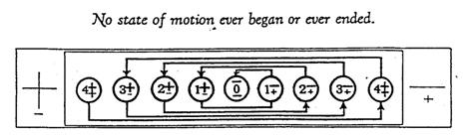 No state of motion ever began or ever ended.
+ 4‡ 3± 2± 1± 0 1∓ 2∓ 3∓ 4‡ −
− +